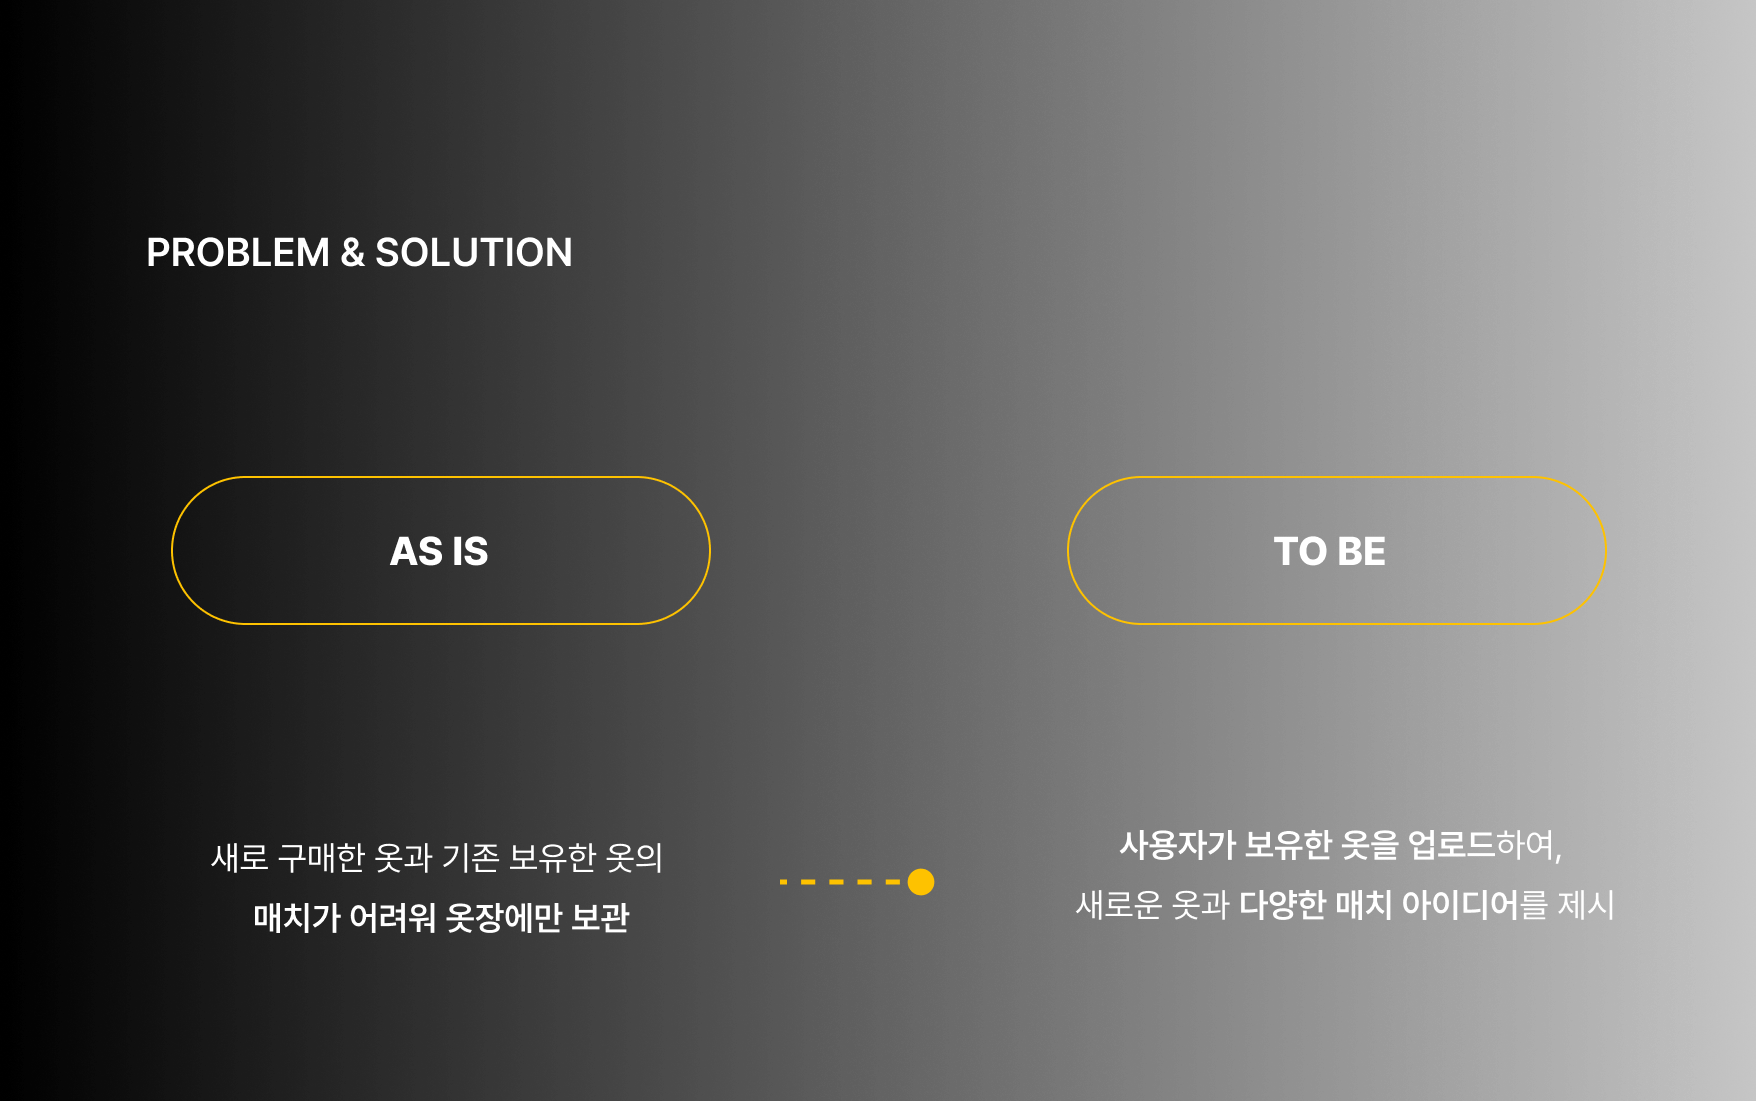 PROBLEM & SOLUTION
AS IS
새로 구매한 옷과 기존 보유한 옷의
매치가 어려워 옷장에만 보관
TO BE
사용자가 보유한 옷을 업로드하여,
새로운 옷과 다양한 매치 아이디어를 제시